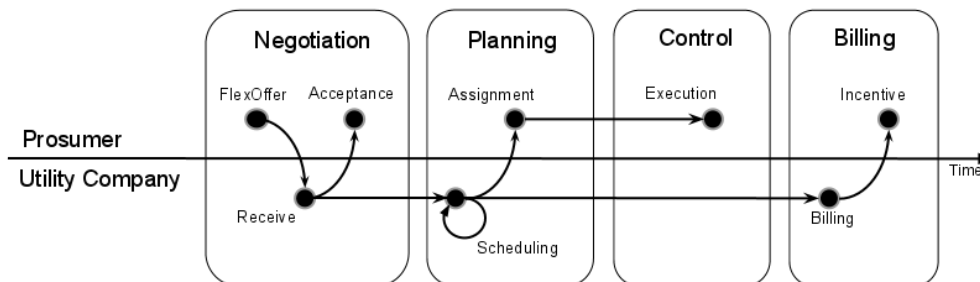 Negotiation
Planning
Control
Billing
FlexOffer
Acceptance
Assignment
Execution
Incentive
Prosumer
Utility Company
Time
Receive
Scheduling
Billing